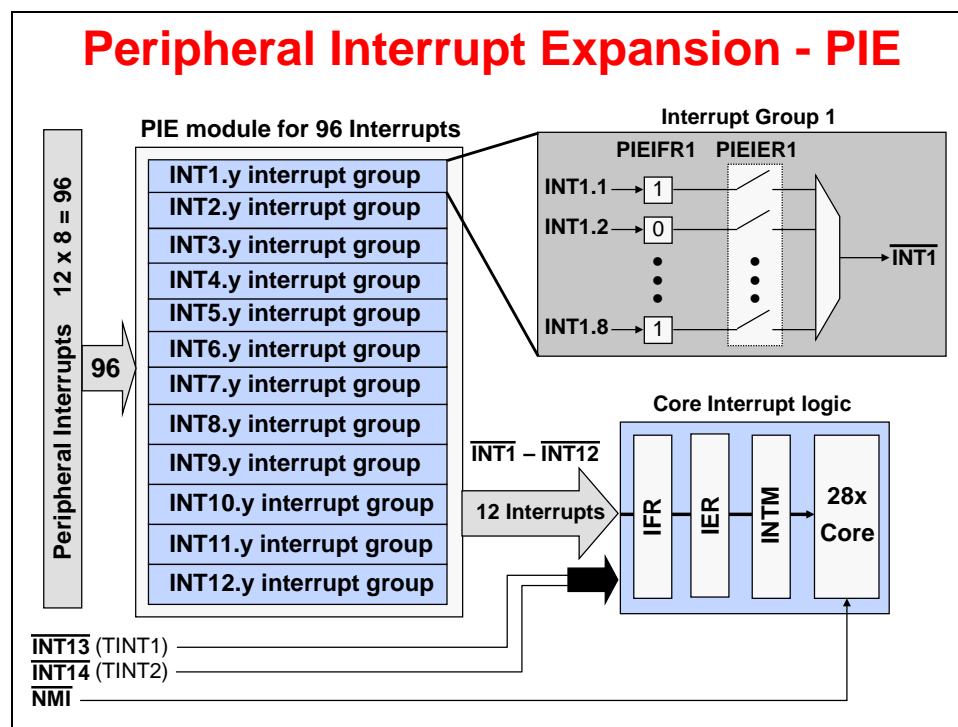 Peripheral Interrupt Expansion - PIE
PIE module for 96 Interrupts
Peripheral Interrupts 12 x 8 = 96
96
INT1.y interrupt group
INT2.y interrupt group
INT3.y interrupt group
INT4.y interrupt group
INT5.y interrupt group
INT6.y interrupt group
INT7.y interrupt group
INT8.y interrupt group
INT9.y interrupt group
INT10.y interrupt group
INT11.y interrupt group
INT12.y interrupt group
Interrupt Group 1
PIEIFR1 PIEIER1
INT1.1 1
INT1.2 0
INT1.8 1
INT1
Core Interrupt logic
INT1 – INT12
12 Interrupts
IFR
IER
INTM
28x
Core
INT13 (TINT1)
INT14 (TINT2)
NMI